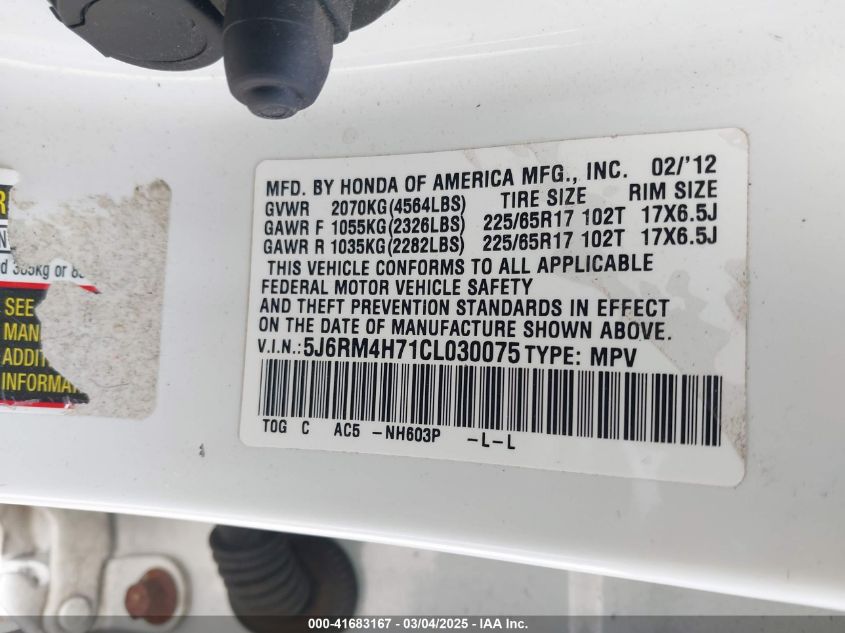 MFD. BY HONDA OF AMERICA MFG., INC. 02/'12
GVWR 2070KG(4564LBS) TIRE SIZE RIM SIZE
GAWR F 1055KG(2326LBS) 225/65R17 102T 17X6.5J
GAWR R 1035KG(2282LBS) 225/65R17 102T 17X6.5J
THIS VEHICLE CONFORMS TO ALL APPLICABLE
FEDERAL MOTOR VEHICLE SAFETY
AND THEFT PREVENTION STANDARDS IN EFFECT
ON THE DATE OF MANUFACTURE SHOWN ABOVE.
V.I.N.:5J6RM4H71CL030075 TYPE: MPV
TOG C AC5 -NH603P -L-L
kg or
SEE
MAN
ADDIT
INFORMA
000-41683167 - 03/04/2025 - IAA Inc.